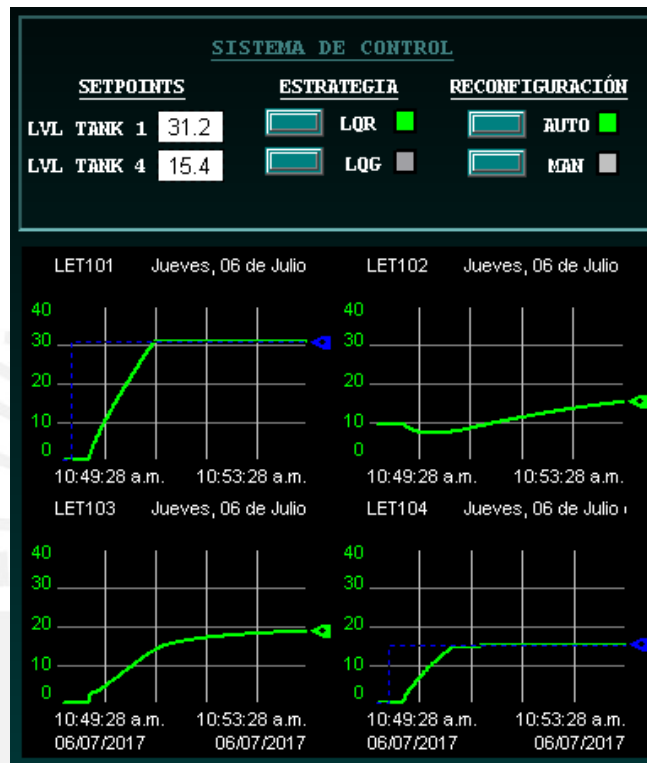 SISTEMA DE CONTROL
SETPOINTS ESTRATEGIA RECONFIGURACIÓN
LVL TANK 1 31.2 LQR AUTO
LVL TANK 4 15.4 LQG MAN
LET101 Jueves, 06 de Julio LET102 Jueves, 06 de Julio
40 40
30 30
20 20
10 10
0 0
10:49:28 a.m. 10:53:28 a.m. 10:49:28 a.m. 10:53:28 a.m.
LET103 Jueves, 06 de Julio LET104 Jueves, 06 de Julio
40 40
30 30
20 20
10 10
0 0
10:49:28 a.m. 10:53:28 a.m. 10:49:28 a.m. 10:53:28 a.m.
06/07/2017 06/07/2017 06/07/2017 06/07/2017